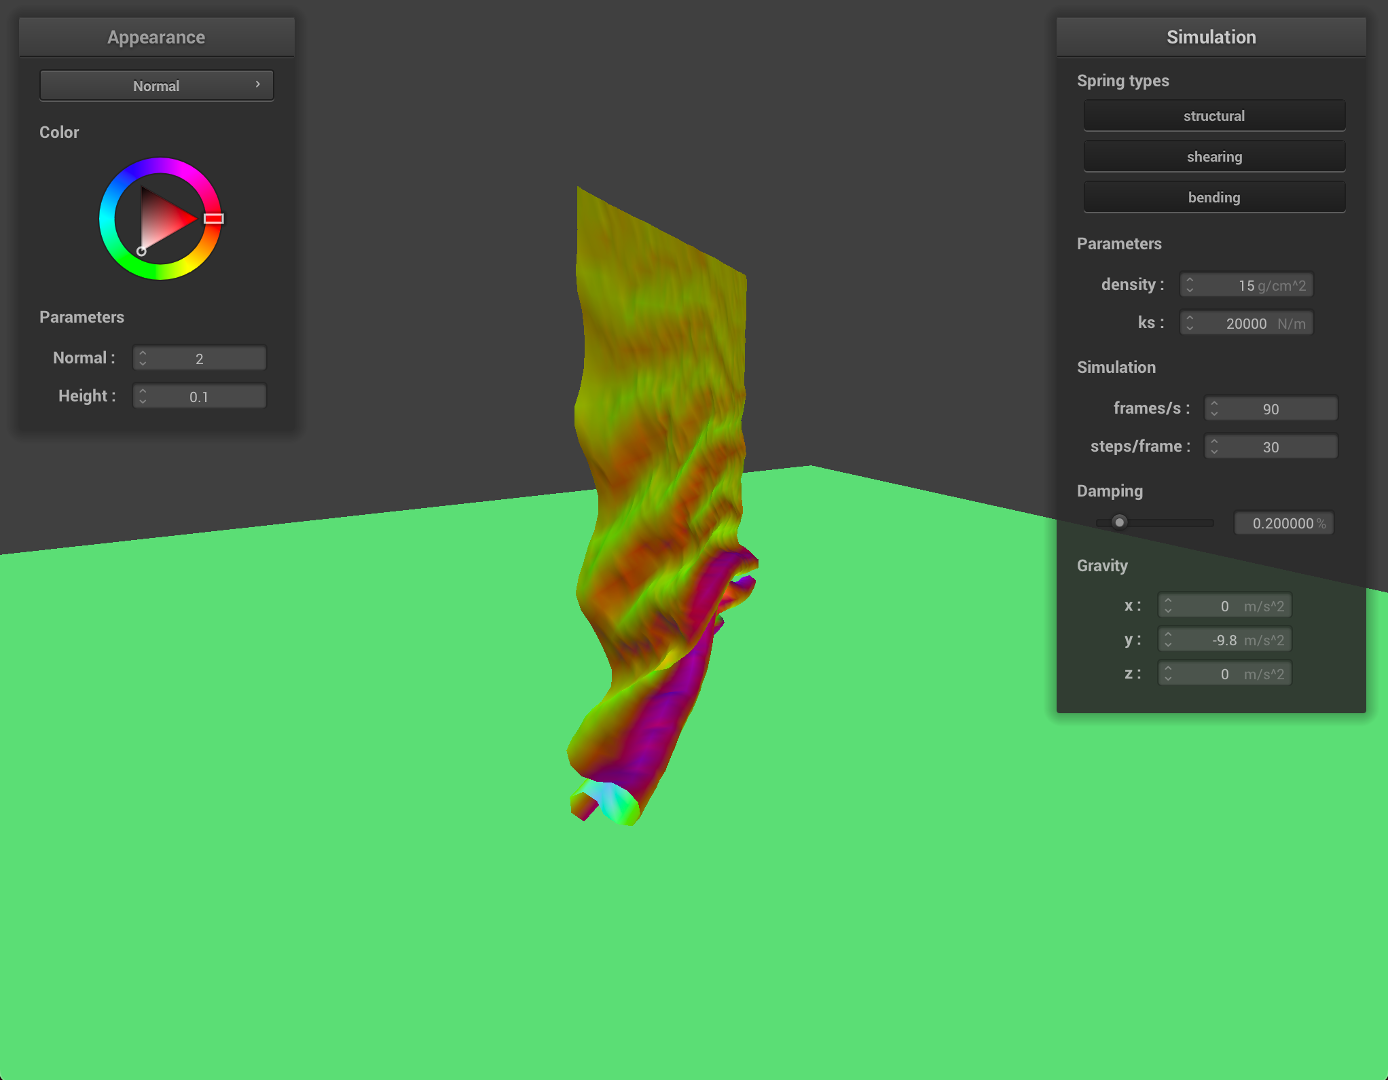 Appearance
Normal
Color
Parameters
Normal : 2
Height : 0.1
Simulation
Spring types
structural
shearing
bending
Parameters
density : 15 g/cm^2
ks : 20000 N/m
Simulation
frames/s : 90
steps/frame : 30
Damping
0.200000 %
Gravity
x : 0 m/s^2
y : -9.8 m/s^2
z : 0 m/s^2